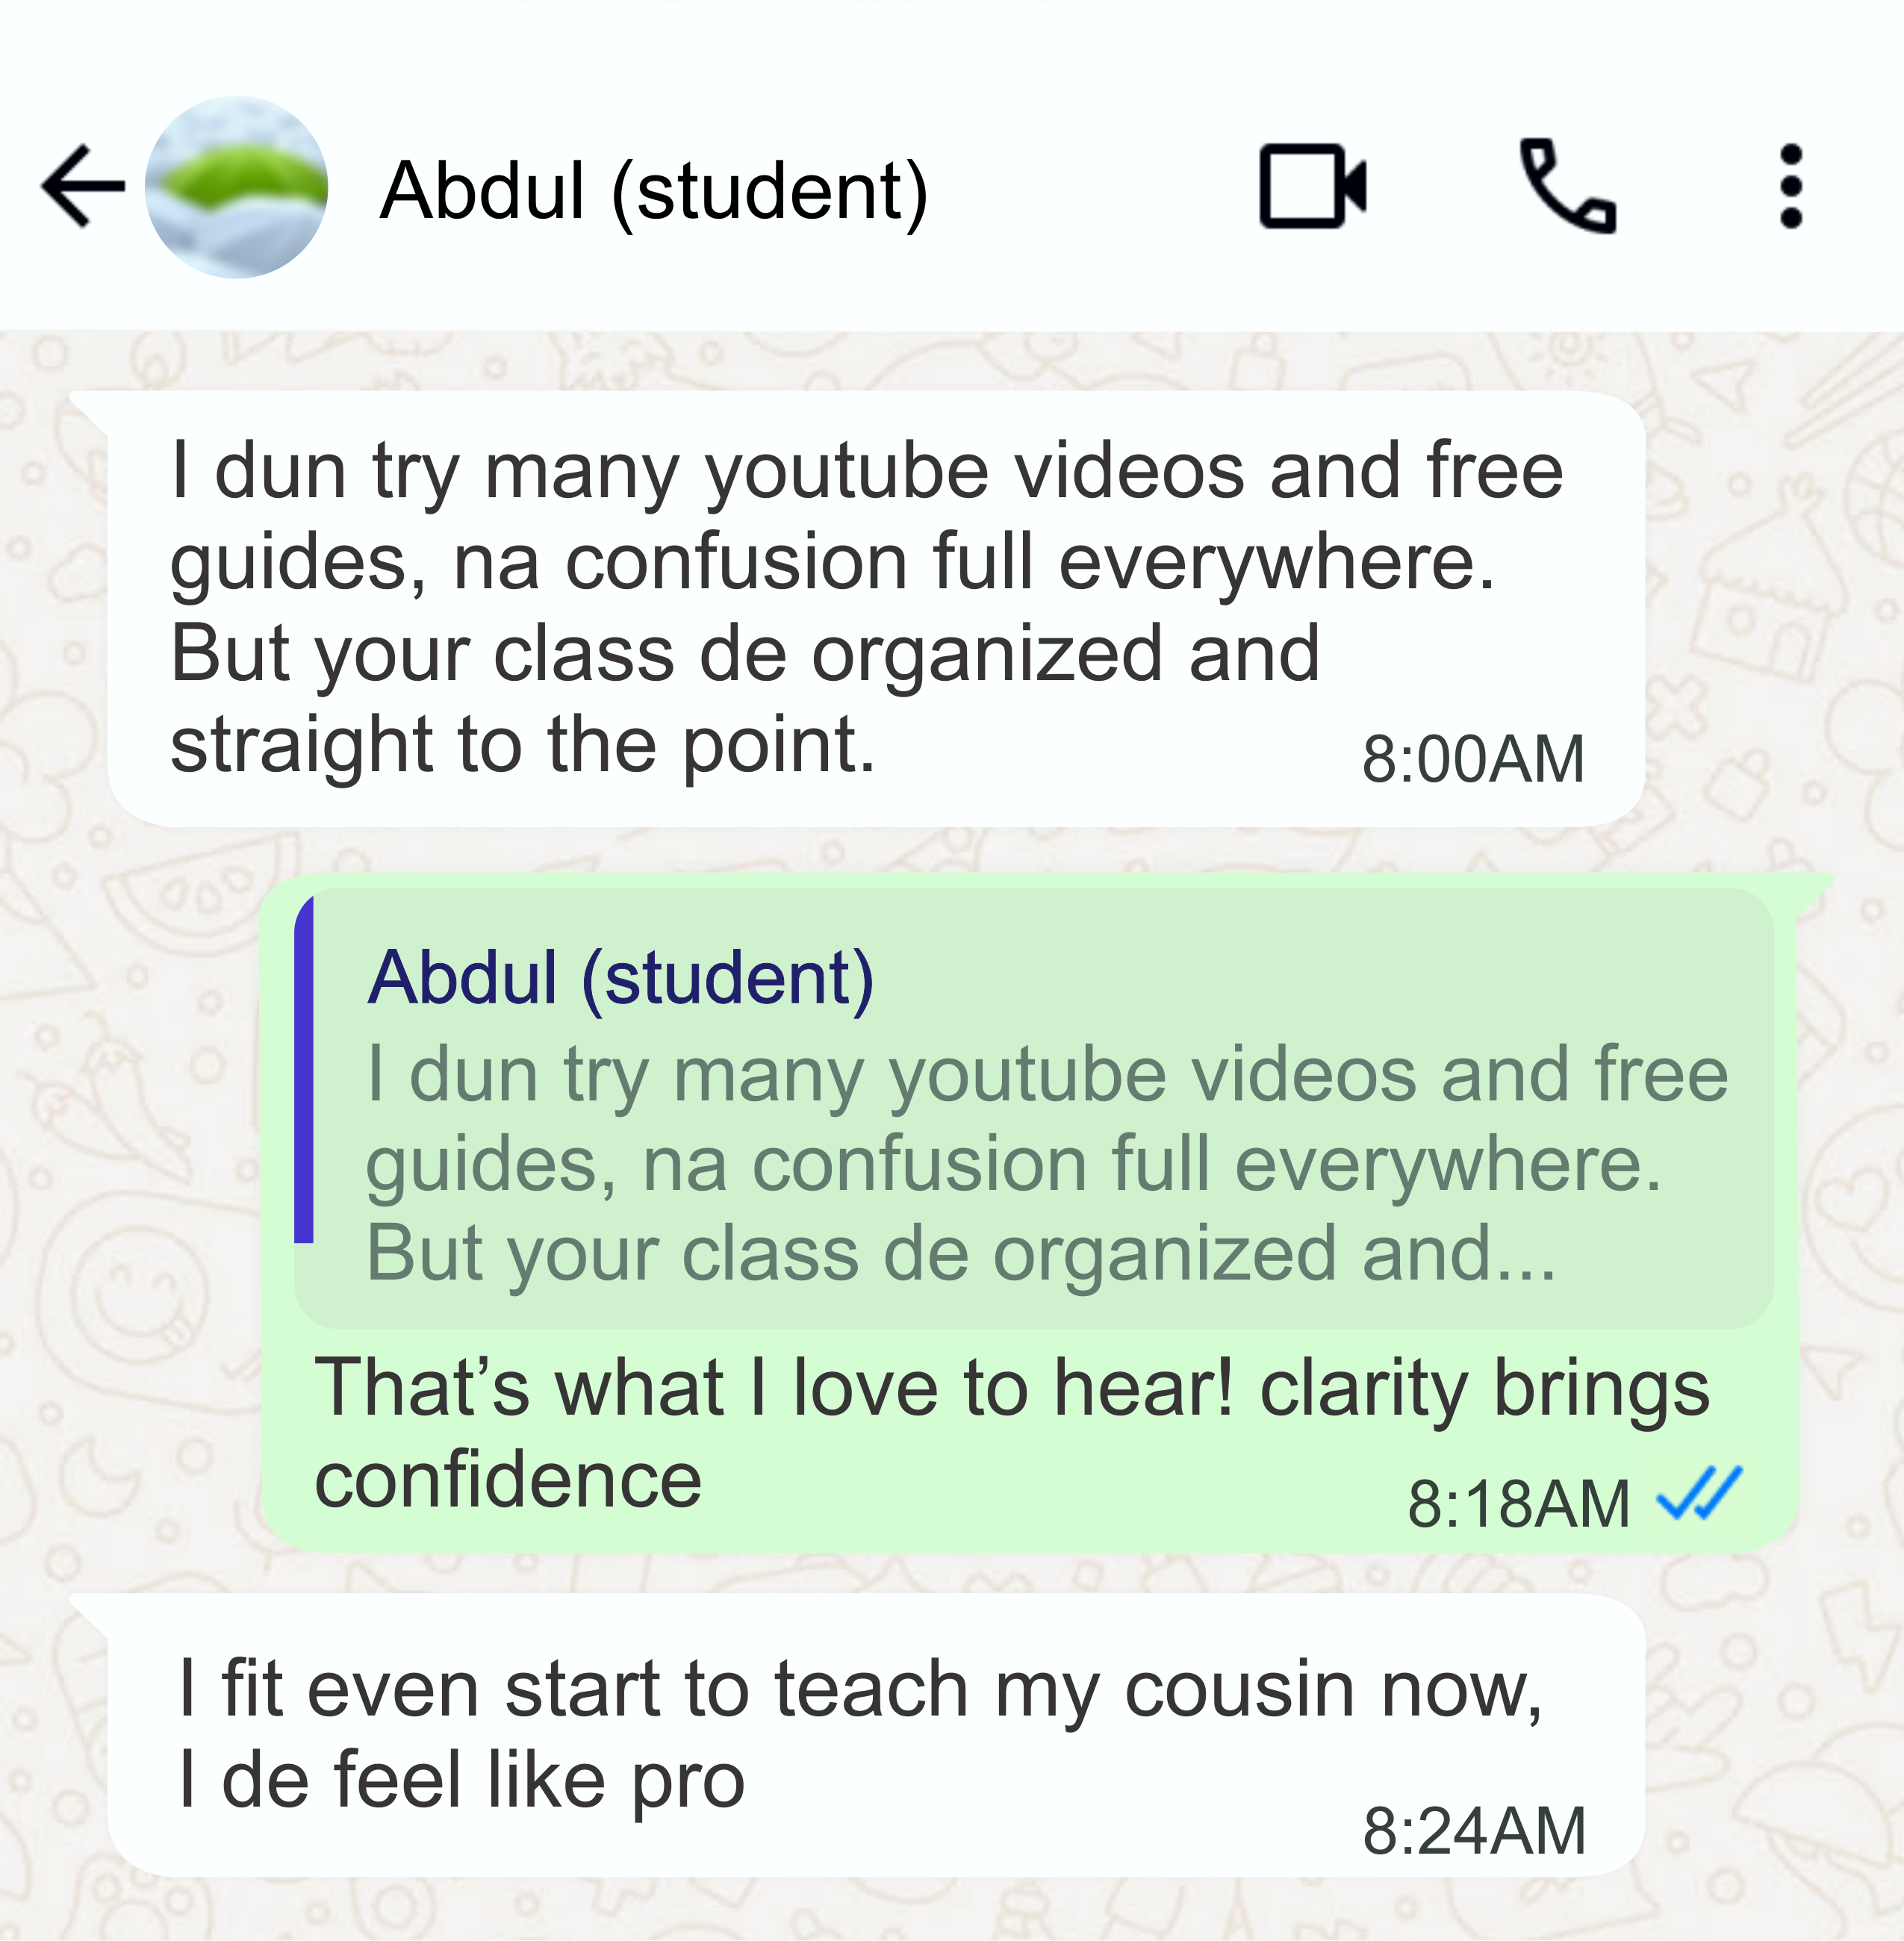 Abdul (student)
I dun try many youtube videos and free
guides, na confusion full everywhere.
But your class de organized and
straight to the point.
8:00AM
Abdul (student)
I dun try many youtube videos and free
guides, na confusion full everywhere.
But your class de organized and...
That’s what I love to hear! clarity brings
confidence
8:18AM
I fit even start to teach my cousin now,
I de feel like pro
8:24AM